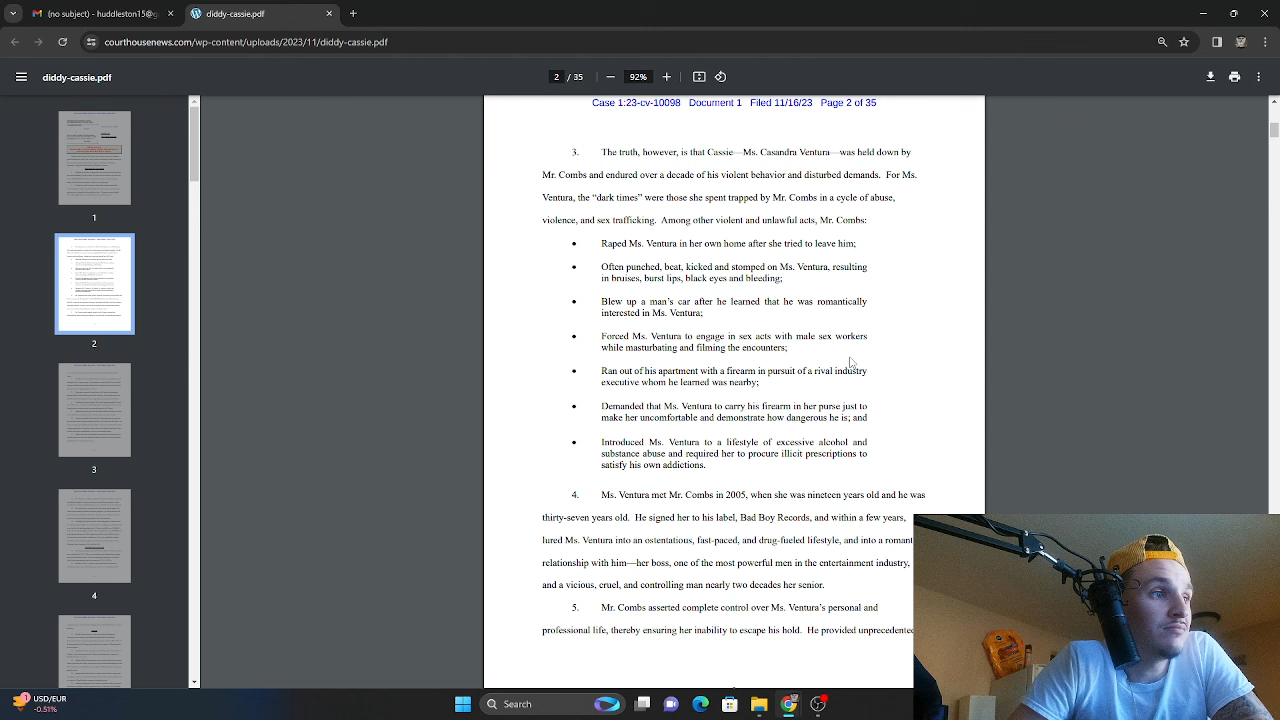 (no subject) - huddleston15@g
diddy-cassie.pdf
courthousenews.com/wp-content/uploads/2023/11/diddy-cassie.pdf
diddy-cassie.pdf
2 / 35
92%
Case 1:23-cv-10098 Document 1 Filed 11/16/23 Page 2 of 35
3. The truth, however, is that Cassie—Ms. Casandra Ventura—was held down by
Mr. Combs and endured over a decade of his violent behavior and disturbed demands. For Ms.
Ventura, the “dark times” were those she spent trapped by Mr. Combs in a cycle of abuse,
violence, and sex trafficking. Among other violent and unlawful acts, Mr. Combs:
• Raped Ms. Ventura in her own home after she tried to leave him;
• Often punched, beat, kicked and stomped on Ms. Ventura, resulting
in bruises, burst lips, black eyes and bleeding;
• Blew up a man’s car after he learned that he was romantically
interested in Ms. Ventura;
• Forced Ms. Ventura to engage in sex acts with male sex workers
while masturbating and filming the encounters;
• Ran out of his apartment with a firearm in pursuit of a rival industry
executive whom he learned was nearby;
• Demanded that Ms. Ventura to carry his firearm in her purse just to
make her uncomfortable and demonstrate how dangerous he is; and
• Introduced Ms. Ventura to a lifestyle of excessive alcohol and
substance abuse and required her to procure illicit prescriptions to
satisfy his own addictions.
4. Ms. Ventura met Mr. Combs in 2005, when she was nineteen years old and he was
thirty-seven years old. He signed her to his label, Bad Boy Records, and within a few years,
lured Ms. Ventura into an ostentatious, fast-paced, and drug-fueled lifestyle, and into a romant
relationship with him—her boss, one of the most powerful men in the entertainment industry,
and a vicious, cruel, and controlling man nearly two decades her senior.
5. Mr. Combs asserted complete control over Ms. Ventura’s personal and
professional life, thereby ensuring her inability to escape his hold. He provided unprecedented
1
2
3
4
1
USD/EUR
-0.51%
Search